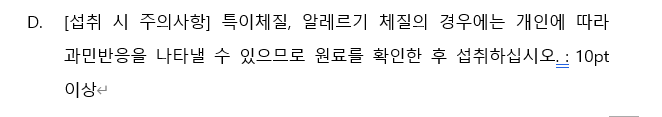 D. [섭취 시 주의사항] 특이체질, 알레르기 체질의 경우에는 개인에 따라
과민반응을 나타낼 수 있으므로 원료를 확인한 후 섭취하십시오. : 10pt
이상↵